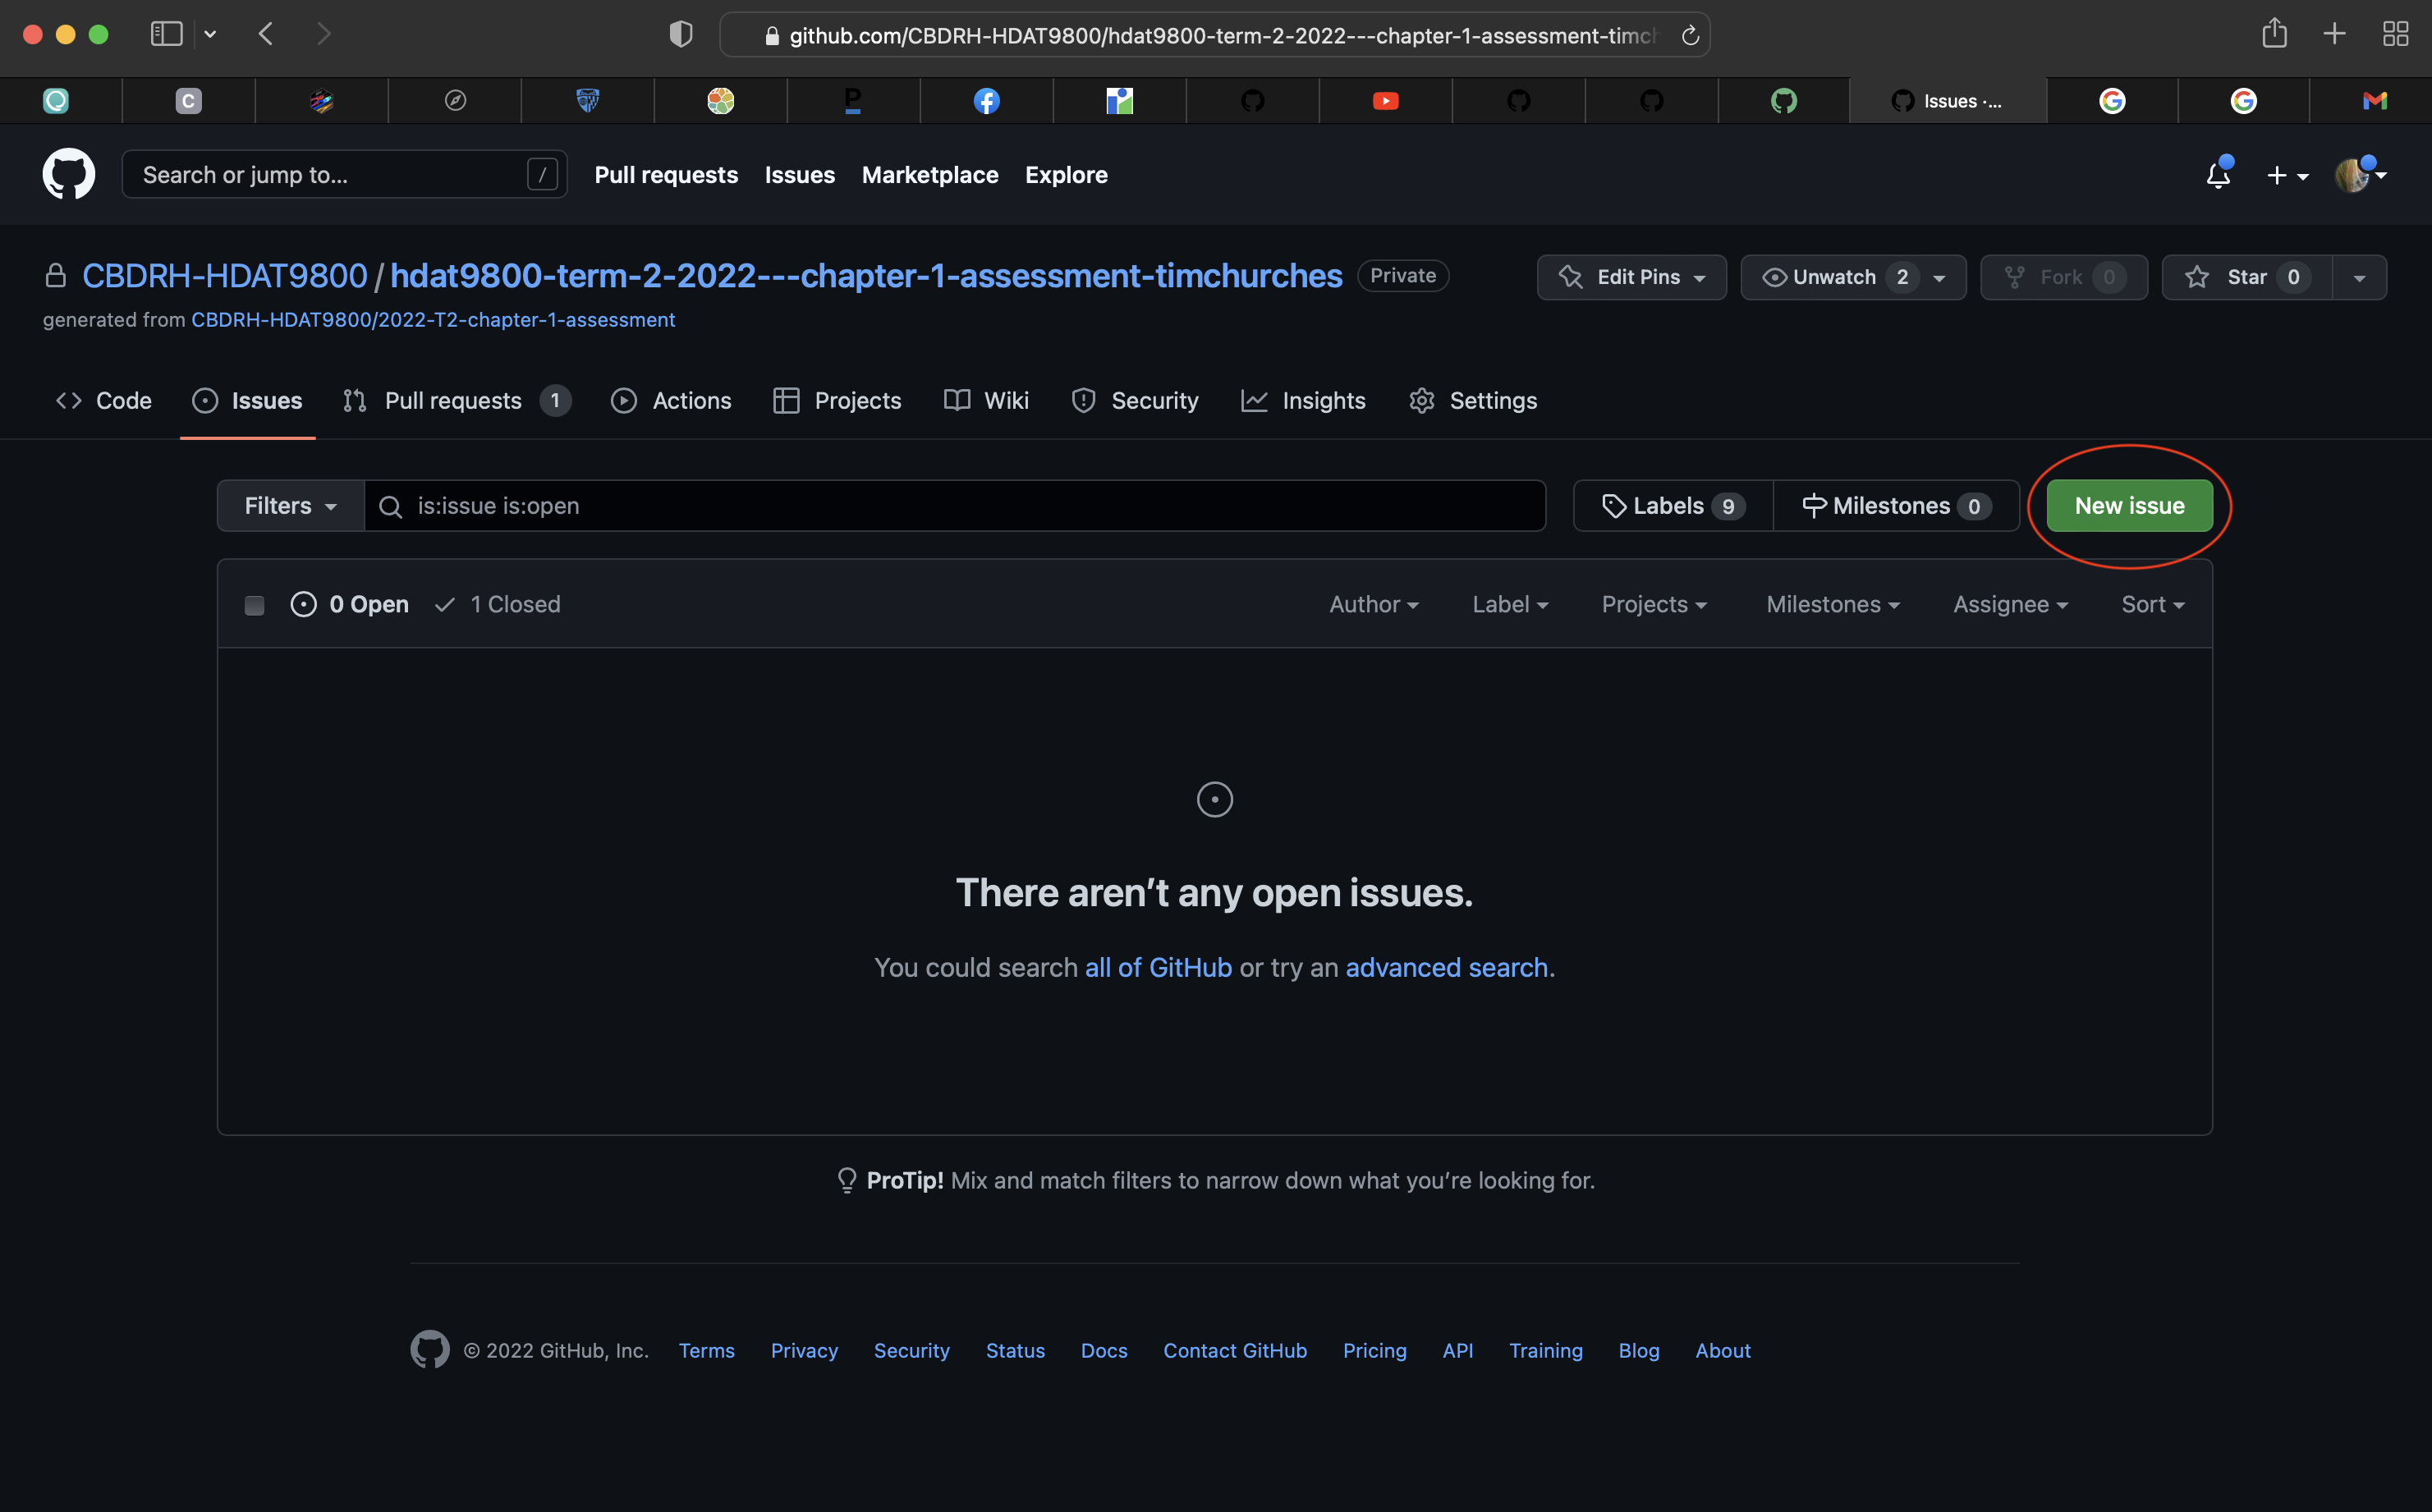 github.com/CBDRH-HDAT9800/hdat9800-term-2-2022---chapter-1-assessment-timch
C P Issues ·...
Search or jump to... / Pull requests Issues Marketplace Explore
CBDRH-HDAT9800 / hdat9800-term-2-2022---chapter-1-assessment-timchurches Private Edit Pins Unwatch 2 Fork 0 Star 0
generated from CBDRH-HDAT9800/2022-T2-chapter-1-assessment
Code Issues Pull requests 1 Actions Projects Wiki Security Insights Settings
Filters is:issue is:open Labels 9 Milestones 0 New issue
0 Open 1 Closed Author Label Projects Milestones Assignee Sort
There aren’t any open issues.
You could search all of GitHub or try an advanced search.
ProTip! Mix and match filters to narrow down what you’re looking for.
© 2022 GitHub, Inc. Terms Privacy Security Status Docs Contact GitHub Pricing API Training Blog About